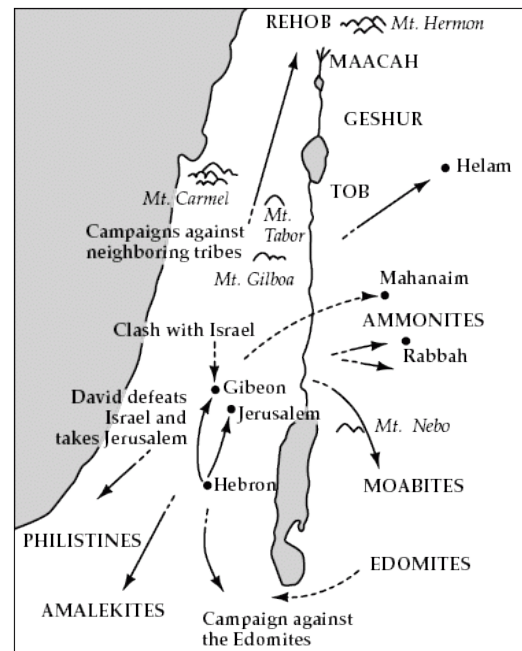 REHOB
Mt. Hermon
MAACAH
GESHUR
Helam
TOB
Mt. Carmel
Mt.
Tabor
Campaigns against
neighboring tribes
Mt. Gilboa
Mahanaim
AMMONITES
Clash with Israel
Rabbah
Gibeon
David defeats
Israel and
takes Jerusalem
Jerusalem
Mt. Nebo
Hebron
MOABITES
PHILISTINES
EDOMITES
AMALEKITES
Campaign against
the Edomites